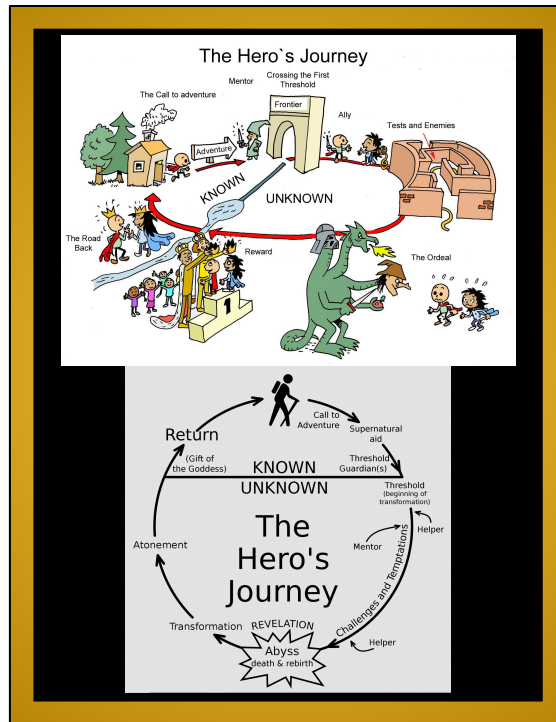 The Hero`s Journey
Crossing the First
Threshold
Mentor
The Call to adventure
Frontier
Ally
Adventure
Tests and Enemies
KNOWN
UNKNOWN
The Road
Back
Reward
The Ordeal
1
Call to
Adventure
Supernatural
aid
Return
(Gift of
the Goddess)
Threshold
Guardian(s)
KNOWN
UNKNOWN
Threshold
(beginning of
transformation)
Helper
Mentor
The
Hero's
Journey
Challenges and Temptations
Atonement
Helper
Transformation
REVELATION
Abyss
death & rebirth